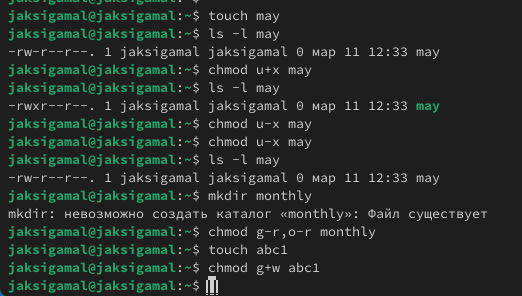 jaksigamal@jaksigamal:~$ touch may
jaksigamal@jaksigamal:~$ ls -l may
-rw-r--r--. 1 jaksigamal jaksigamal 0 мар 11 12:33 may
jaksigamal@jaksigamal:~$ chmod u+x may
jaksigamal@jaksigamal:~$ ls -l may
-rwxr--r--. 1 jaksigamal jaksigamal 0 мар 11 12:33 may
jaksigamal@jaksigamal:~$ chmod u-x may
jaksigamal@jaksigamal:~$ chmod u-x may
jaksigamal@jaksigamal:~$ ls -l may
-rw-r--r--. 1 jaksigamal jaksigamal 0 мар 11 12:33 may
jaksigamal@jaksigamal:~$ mkdir monthly
mkdir: невозможно создать каталог «monthly»: Файл существует
jaksigamal@jaksigamal:~$ chmod g-r,o-r monthly
jaksigamal@jaksigamal:~$ touch abc1
jaksigamal@jaksigamal:~$ chmod g+w abc1
jaksigamal@jaksigamal:~$